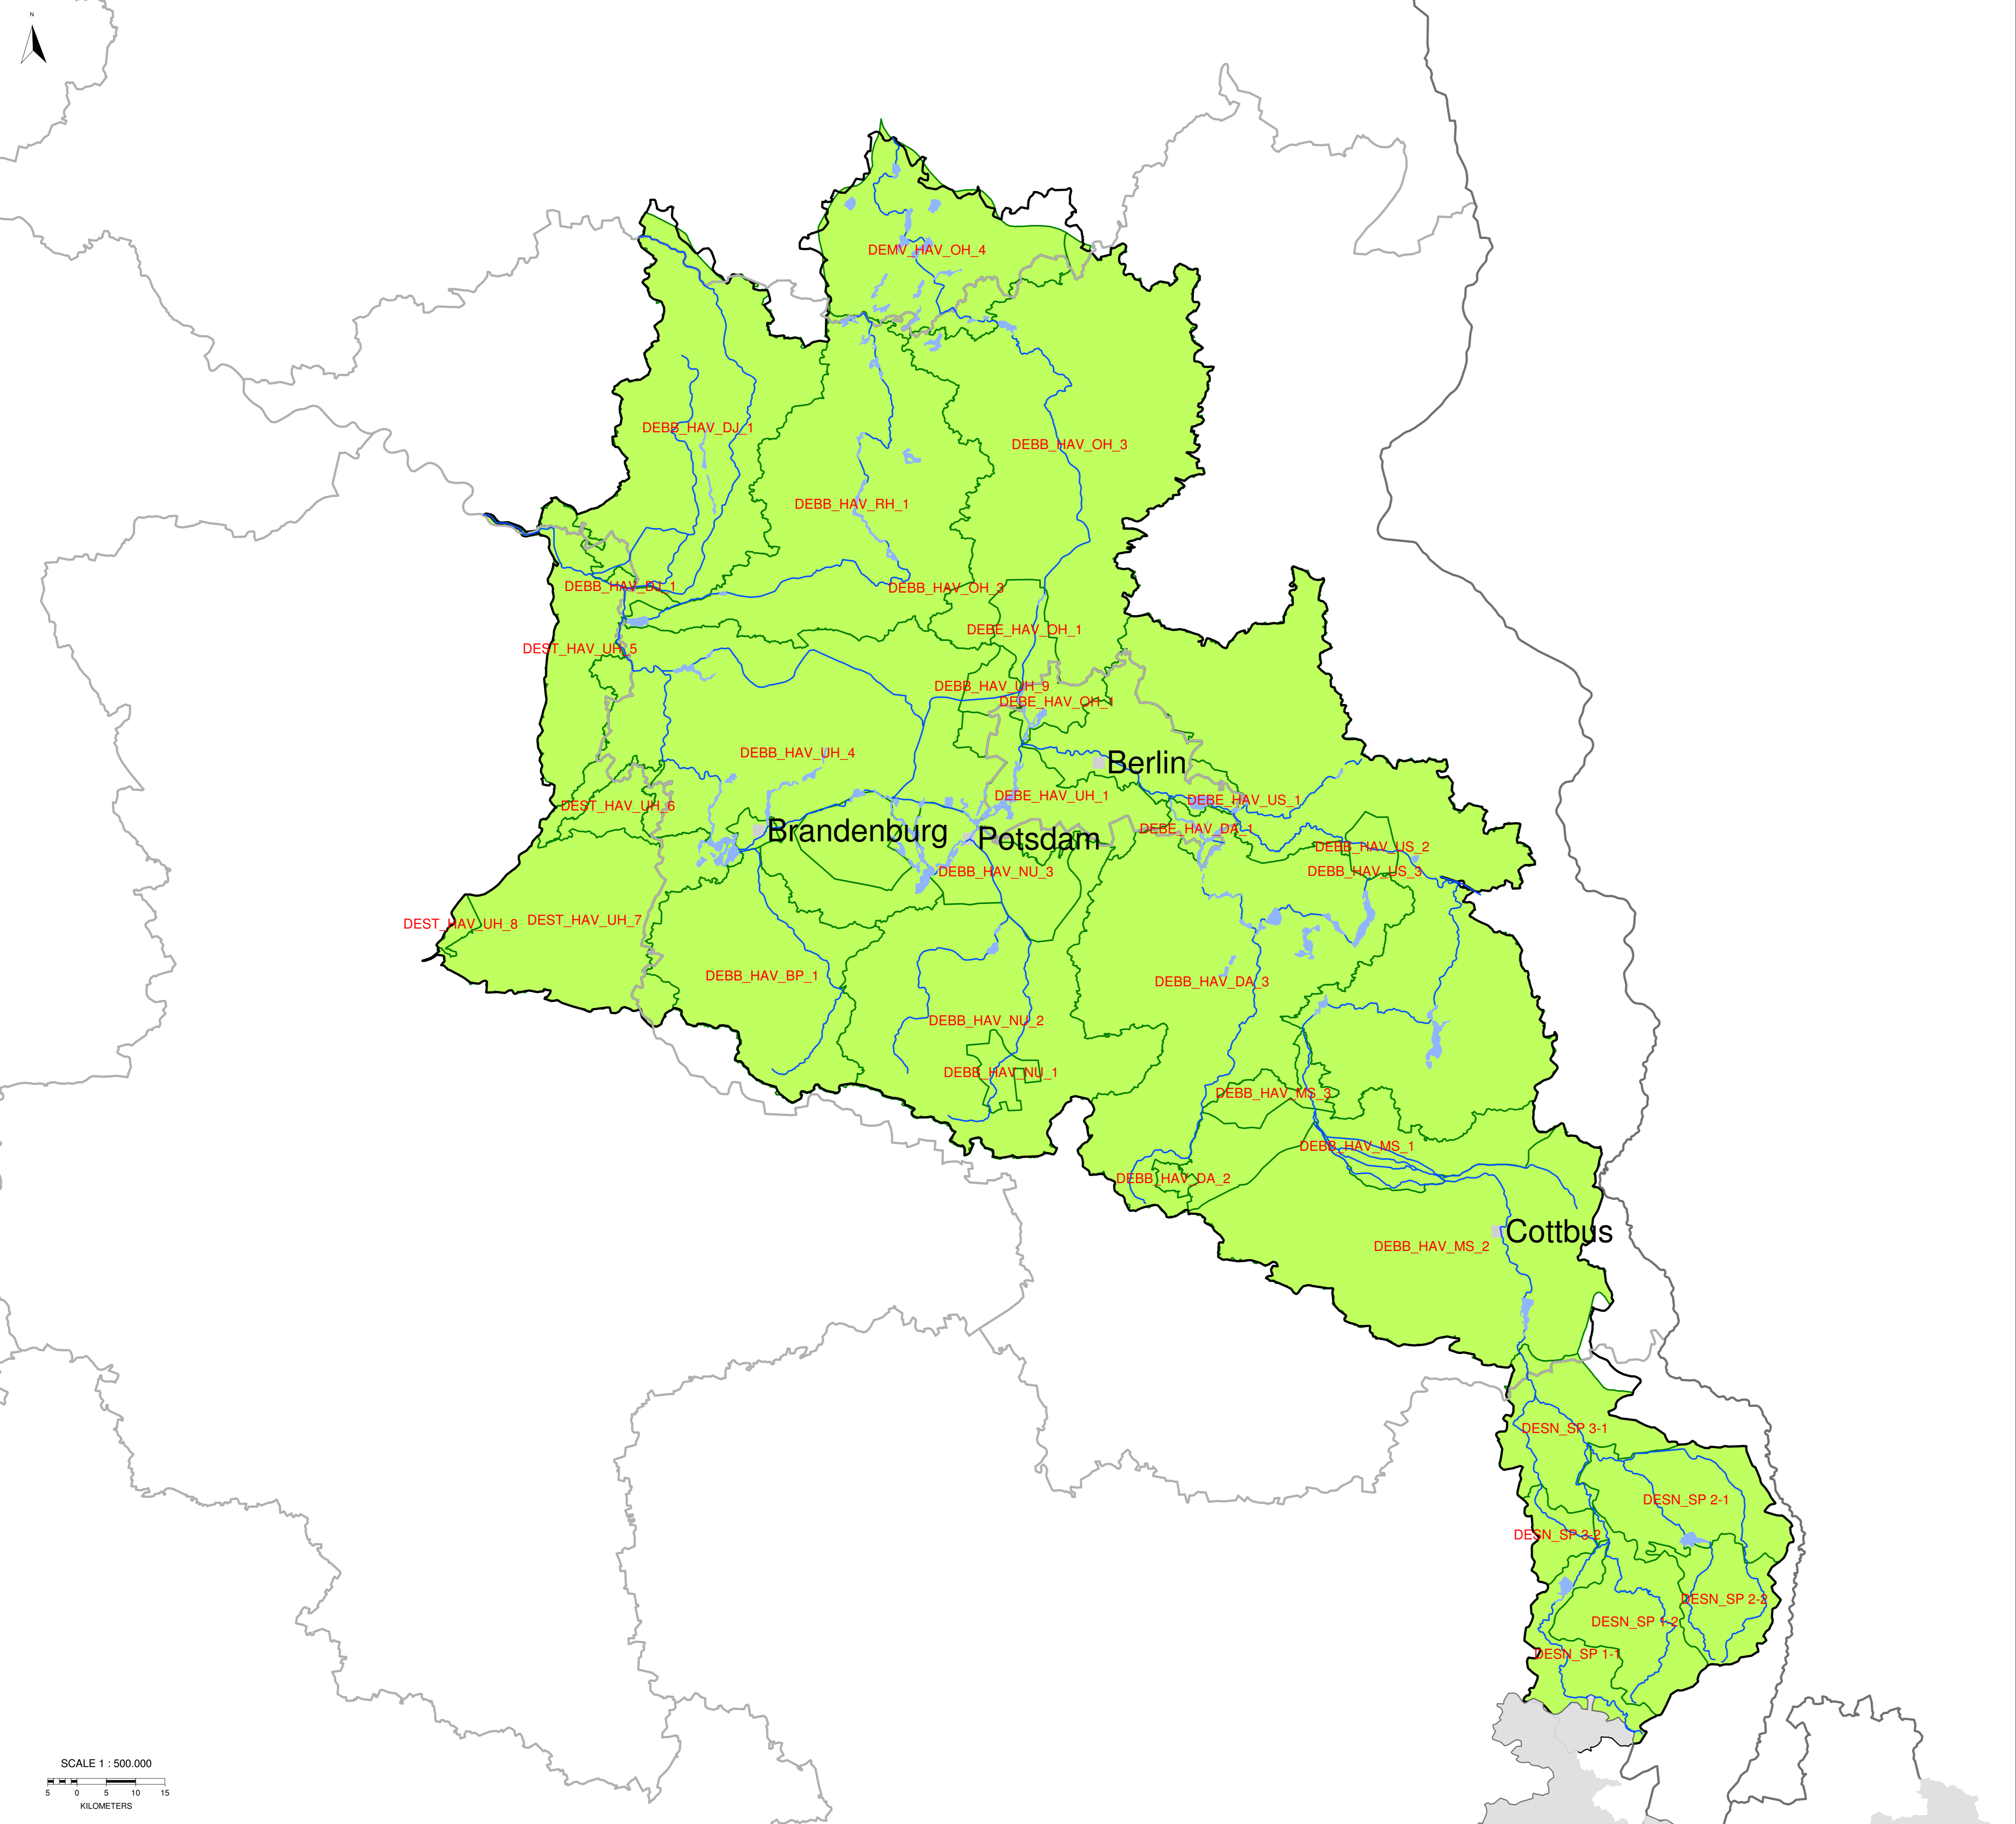 N
DEMV_HAV_OH_4
DEBB_HAV_DJ_1
DEBB_HAV_OH_3
DEBB_HAV_RH_1
DEBB_HAV_DJ_1
DEBB_HAV_OH_3
DEBE_HAV_OH_1
DEST_HAV_UH_5
DEBB_HAV_UH_9
DEBE_HAV_OH_1
DEBB_HAV_UH_4
Berlin
DEBE_HAV_UH_1
DEBE_HAV_US_1
DEST_HAV_UH_6
Brandenburg
Potsdam
DEBE_HAV_DA_1
DEBB_HAV_US_2
DEBB_HAV_NU_3
DEBB_HAV_US_3
DEST_HAV_UH_8
DEST_HAV_UH_7
DEBB_HAV_BP_1
DEBB_HAV_DA_3
DEBB_HAV_NU_2
DEBB_HAV_NU_1
DEBB_HAV_MS_3
DEBB_HAV_MS_1
DEBB_HAV_DA_2
Cottbus
DEBB_HAV_MS_2
DESN_SP 3-1
DESN_SP 2-1
DESN_SP 3-2
DESN_SP 2-2
DESN_SP 1-2
DESN_SP 1-1
SCALE 1 : 500.000
5 0 5 10 15
KILOMETERS